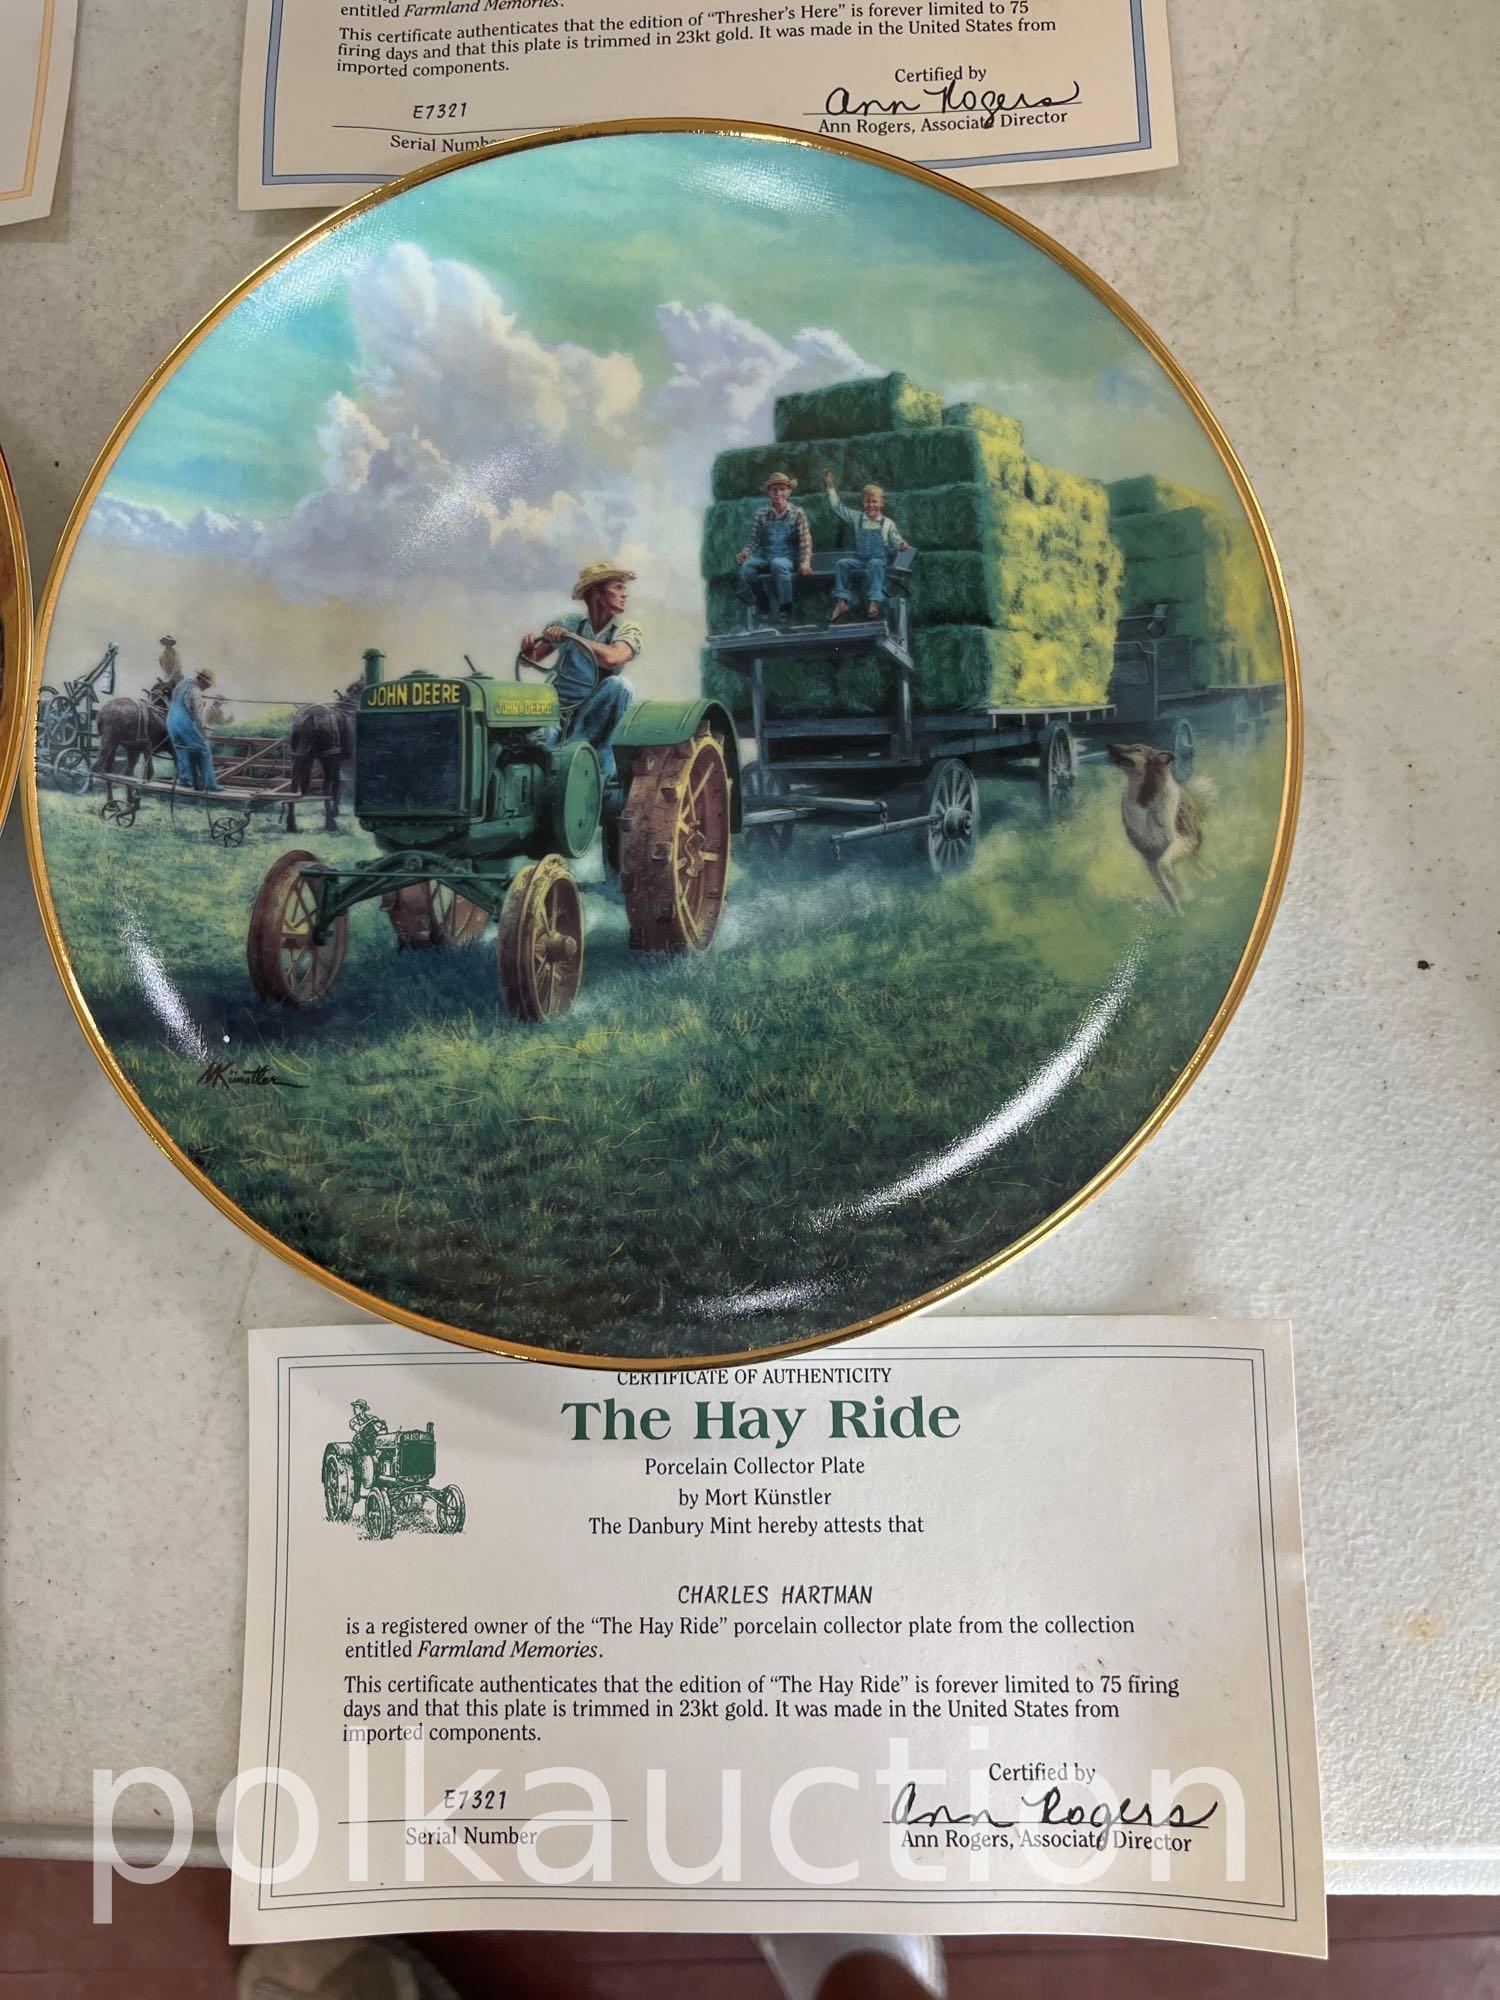 entitled Farmland Memories.
This certificate authenticates that the edition of “Thresher's Here” is forever limited to 75
firing days and that this plate is trimmed in 23kt gold. It was made in the United States from
imported components.
Certified by
E7321
Ann Rogers
Serial Number
Ann Rogers, Associate Director
JOHN DEERE
JOHN DEERE
MKünstler
CERTIFICATE OF AUTHENTICITY
The Hay Ride
Porcelain Collector Plate
by Mort Künstler
The Danbury Mint hereby attests that
CHARLES HARTMAN
is a registered owner of the “The Hay Ride” porcelain collector plate from the collection
entitled Farmland Memories.
This certificate authenticates that the edition of “The Hay Ride” is forever limited to 75 firing
days and that this plate is trimmed in 23kt gold. It was made in the United States from
imported components.
Certified by
E7321
Ann Rogers
Serial Number
Ann Rogers, Associate Director
polkauction